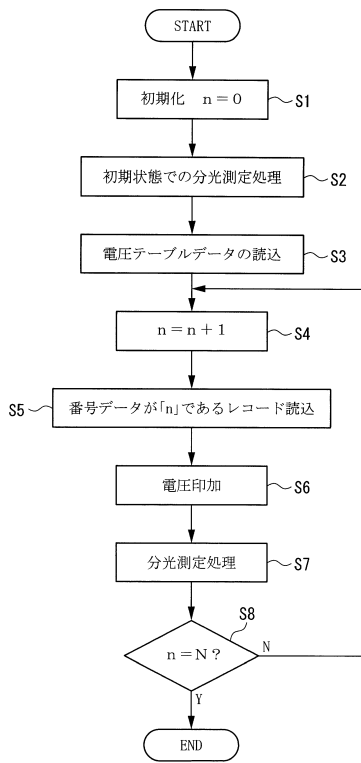 START
初期化 n=0
S1
初期状態での分光測定処理
S2
電圧テーブルデータの読込
S3
n=n+1
S4
S5
番号データが「n」であるレコード読込
電圧印加
S6
分光測定処理
S7
S8
n=N?
N
Y
END